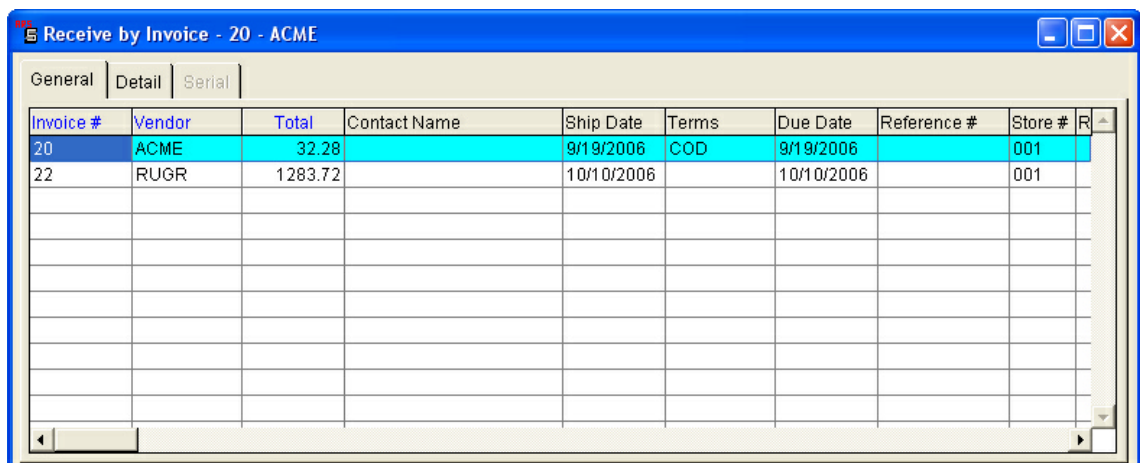 Receive by Invoice - 20 - ACME
General Detail Serial
Invoice # Vendor Total Contact Name Ship Date Terms Due Date Reference # Store # R
20 ACME 32.28 9/19/2006 COD 9/19/2006 001
22 RUGR 1283.72 10/10/2006 10/10/2006 001